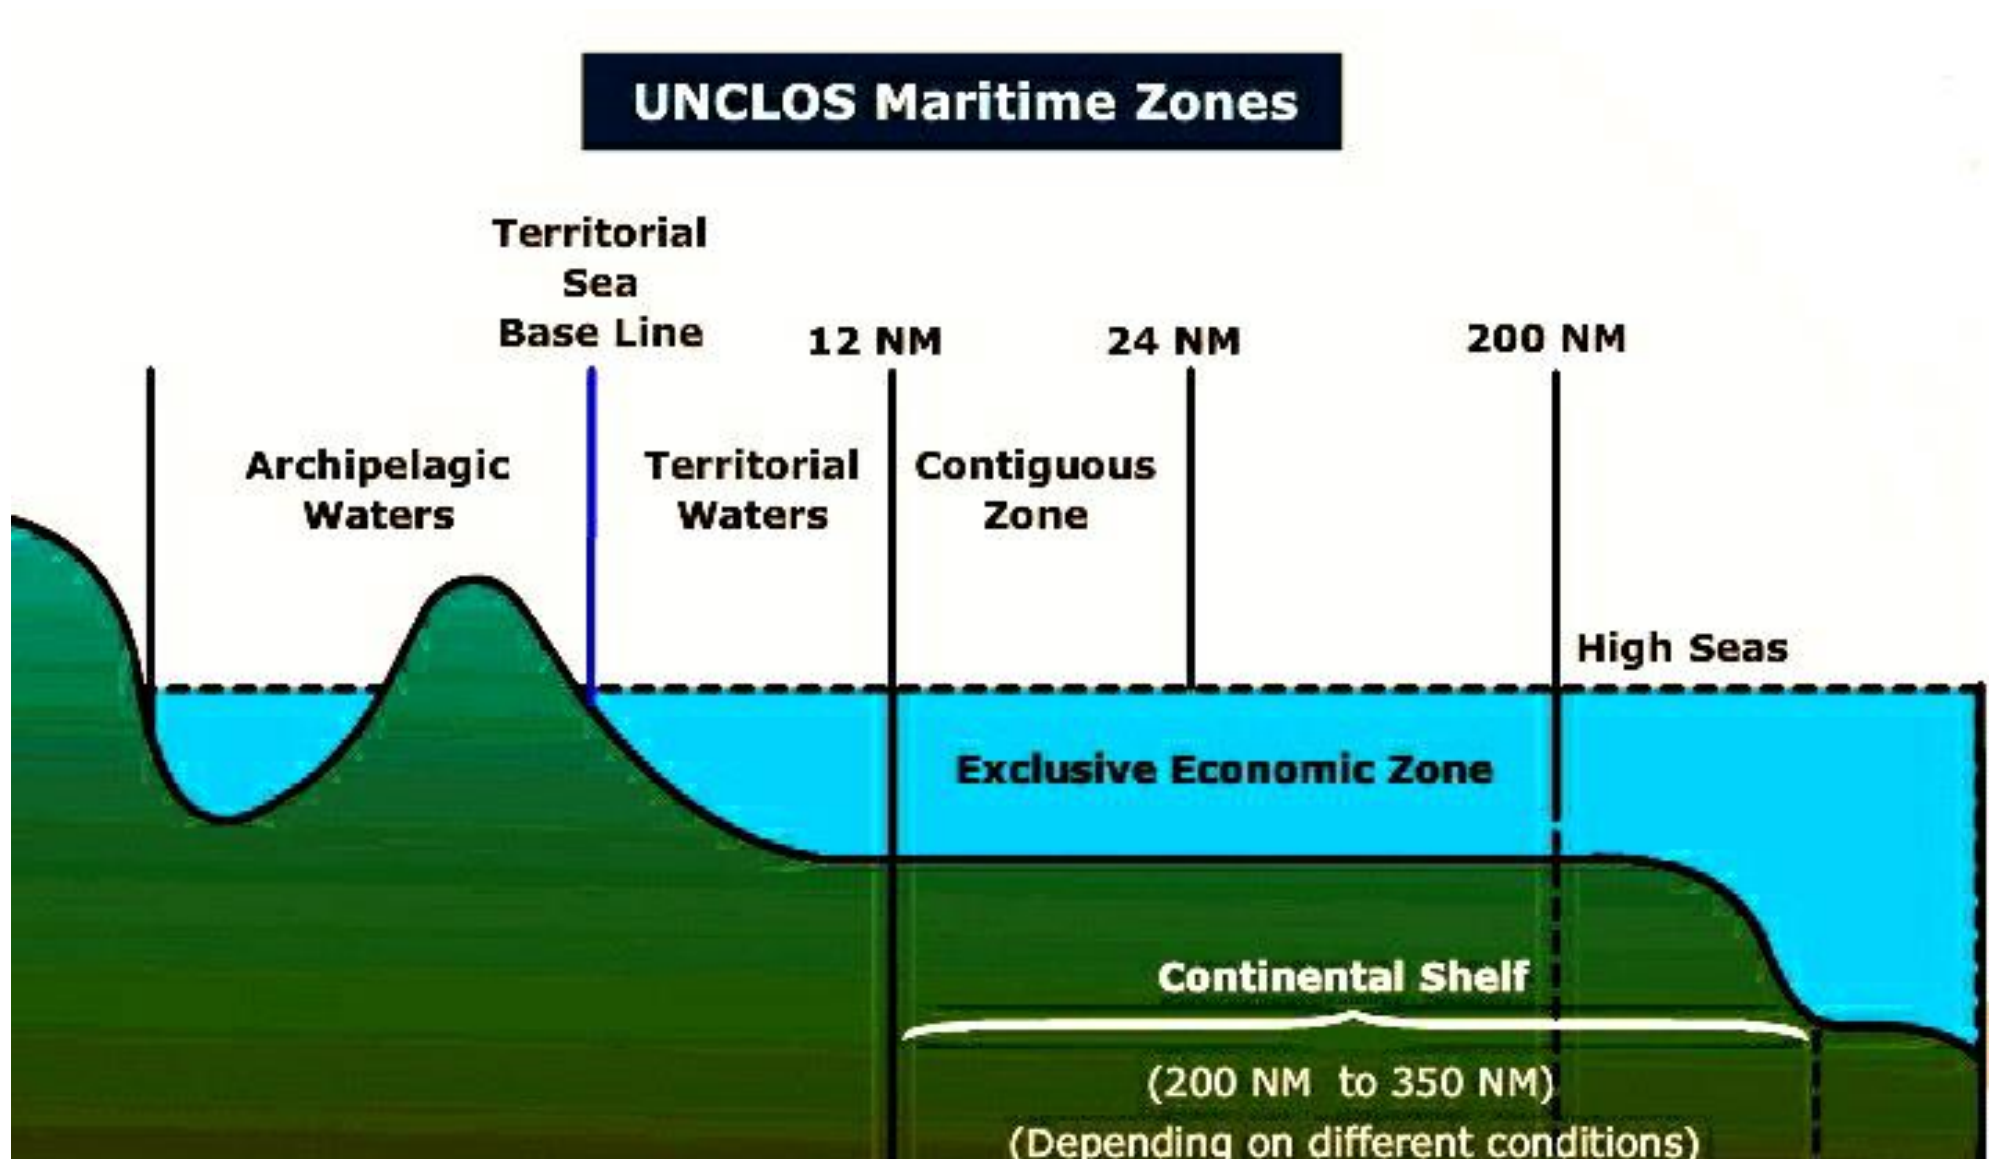 UNCLOS Maritime Zones
Territorial
Sea
Base Line
12 NM
24 NM
200 NM
Archipelagic
Waters
Territorial
Waters
Contiguous
Zone
High Seas
Exclusive Economic Zone
Continental Shelf
(200 NM to 350 NM)
(Depending on different conditions)